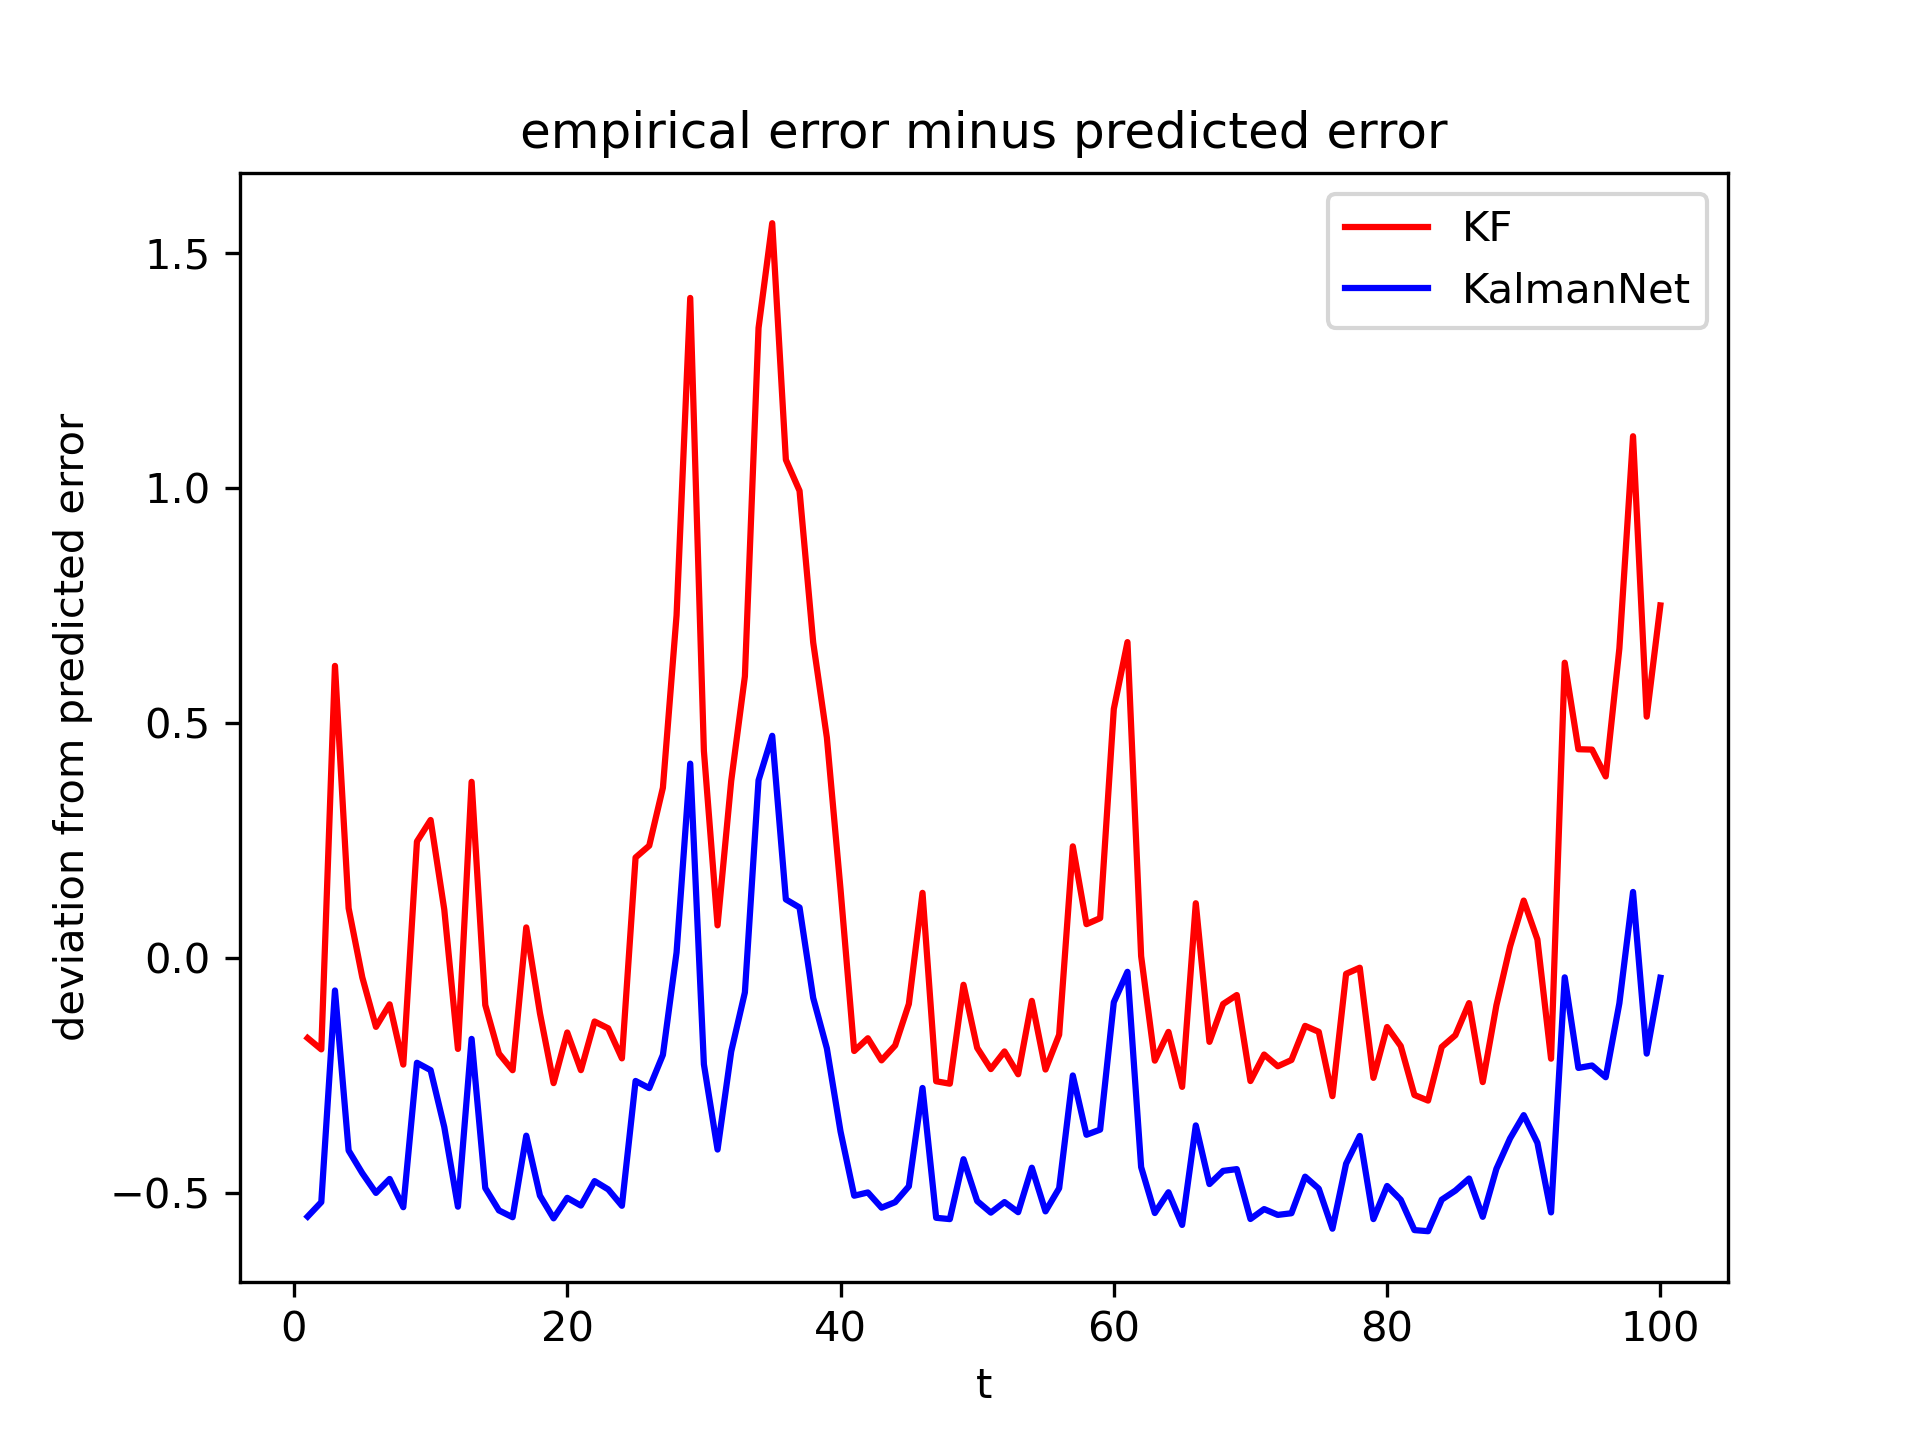 empirical error minus predicted error
KF
KalmanNet
deviation from predicted error
1.5
1.0
0.5
0.0
−0.5
0 20 40 60 80 100
t